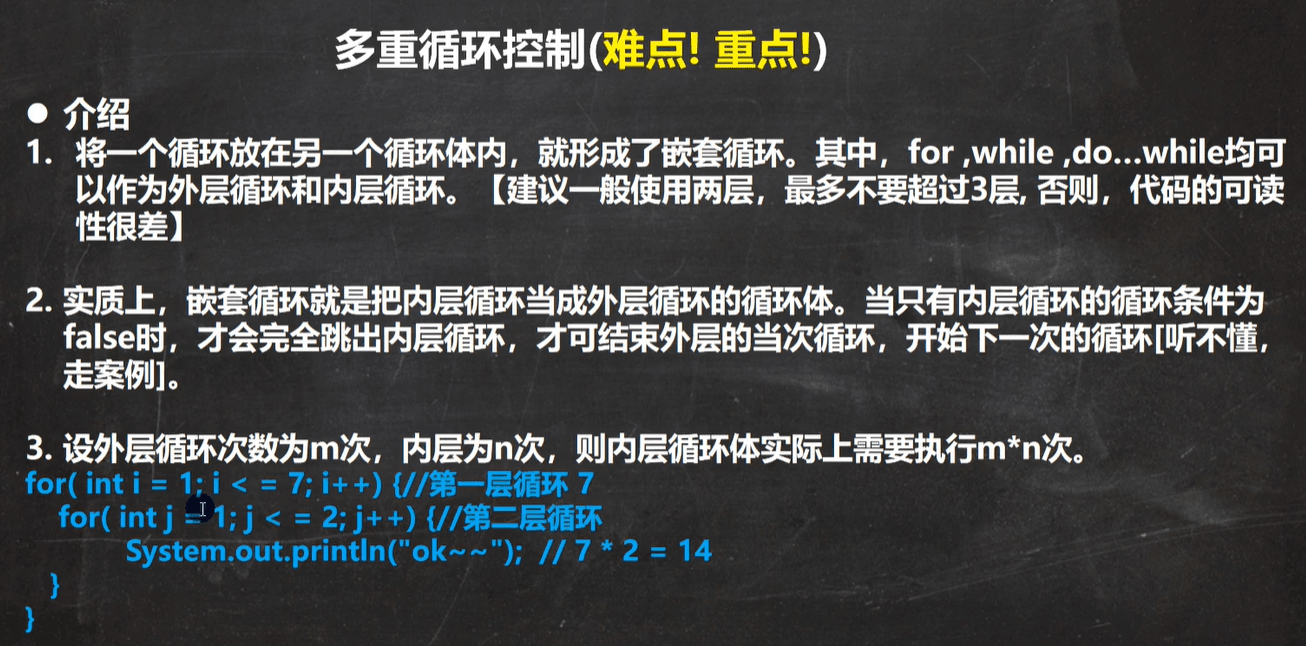 多重循环控制(难点! 重点!)
● 介绍
1. 将一个循环放在另一个循环体内，就形成了嵌套循环。其中，for ,while ,do...while均可
以作为外层循环和内层循环。【建议一般使用两层，最多不要超过3层, 否则，代码的可读
性很差】
2. 实质上，嵌套循环就是把内层循环当成外层循环的循环体。当只有内层循环的循环条件为
false时，才会完全跳出内层循环，才可结束外层的当次循环，开始下一次的循环[听不懂，
走案例]。
3. 设外层循环次数为m次，内层为n次，则内层循环体实际上需要执行m*n次。
for( int i = 1; i < = 7; i++) {//第一层循环 7
for( int j = 1; j < = 2; j++) {//第二层循环
System.out.println("ok~~"); // 7 * 2 = 14
}
}